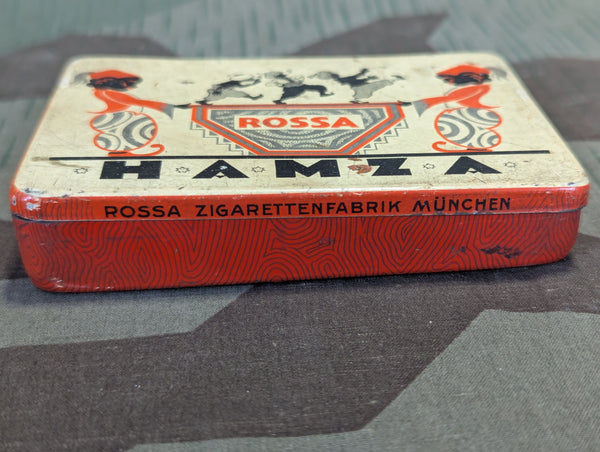 ROSSA
HAMZA
ROSSA ZIGARETTENFABRIK MÜNCHEN